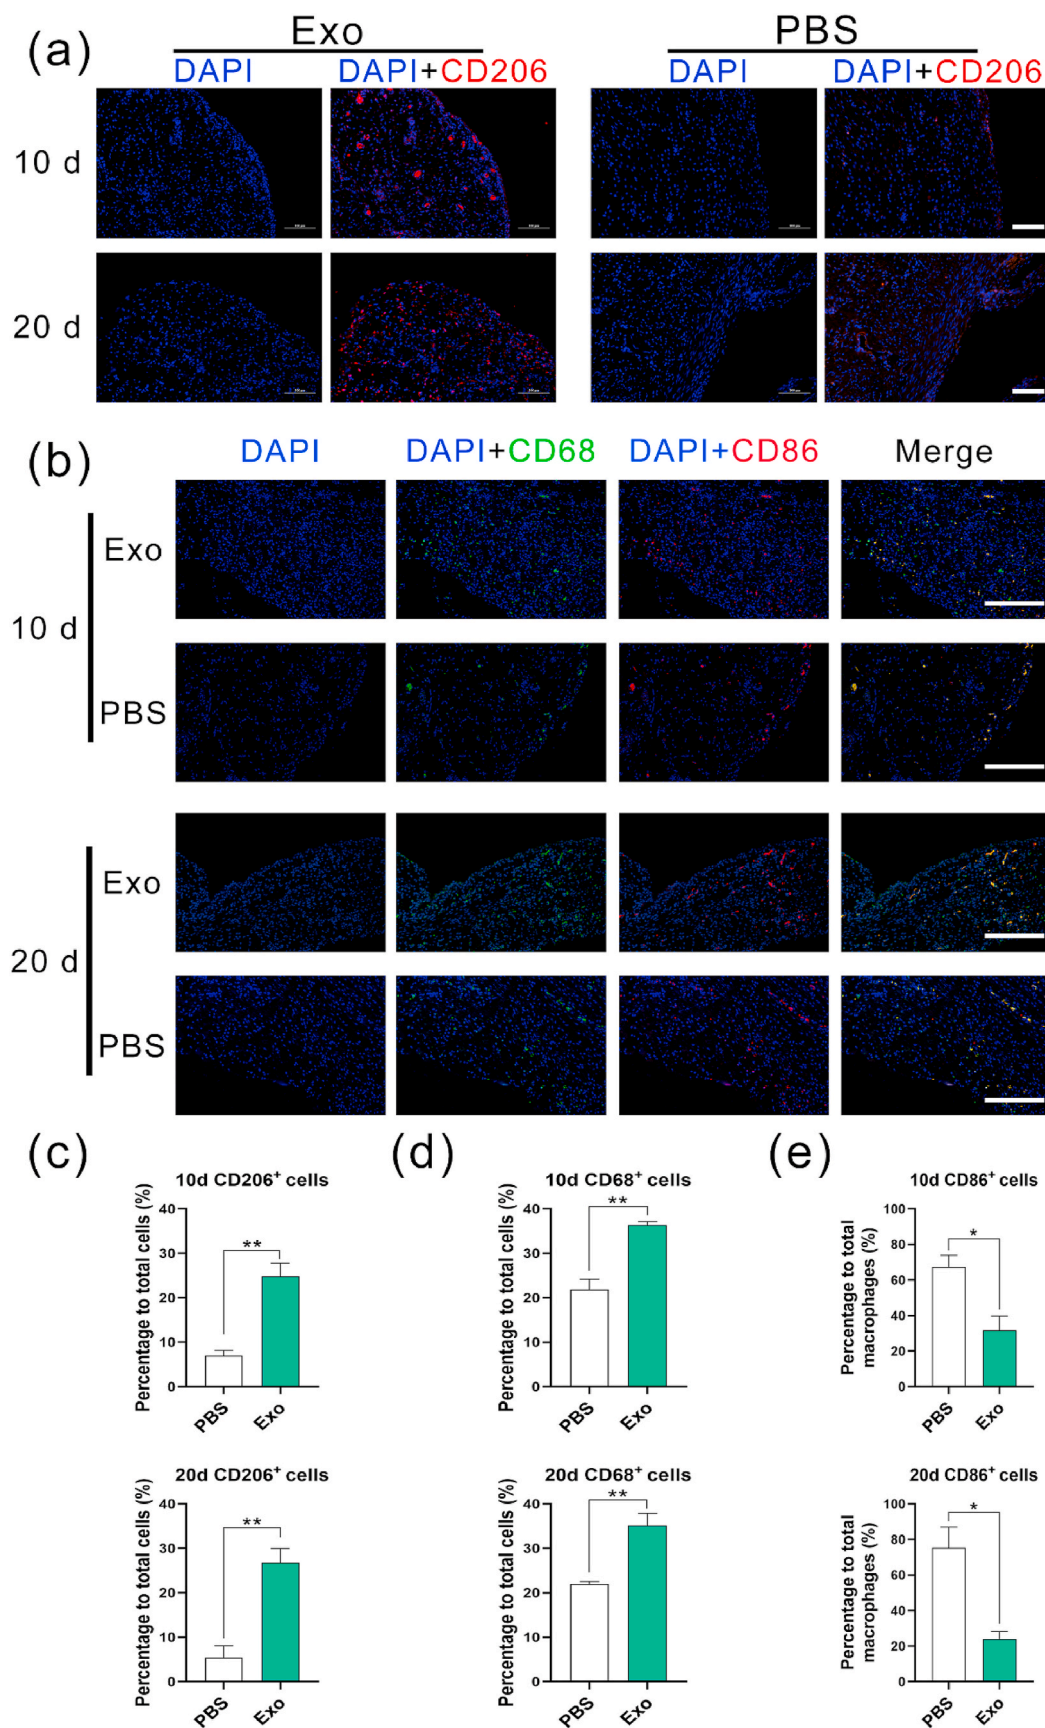 (a)
Exo PBS
DAPI DAPI+CD206 DAPI DAPI+CD206
10 d
20 d
(b)
DAPI DAPI+CD68 DAPI+CD86 Merge
10 d
Exo
PBS
20 d
Exo
PBS
(c)
10d CD206+ cells
Percentage to total cells (%)
40
30
20
10
0
**
PBS Exo
20d CD206+ cells
Percentage to total cells (%)
40
30
20
10
0
**
PBS Exo
(d)
10d CD68+ cells
Percentage to total cells (%)
40
30
20
10
0
**
PBS Exo
20d CD68+ cells
Percentage to total cells (%)
40
30
20
10
0
**
PBS Exo
(e)
10d CD86+ cells
Percentage to total
macrophages (%)
100
80
60
40
20
0
*
PBS Exo
20d CD86+ cells
Percentage to total
macrophages (%)
100
80
60
40
20
0
*
PBS Exo